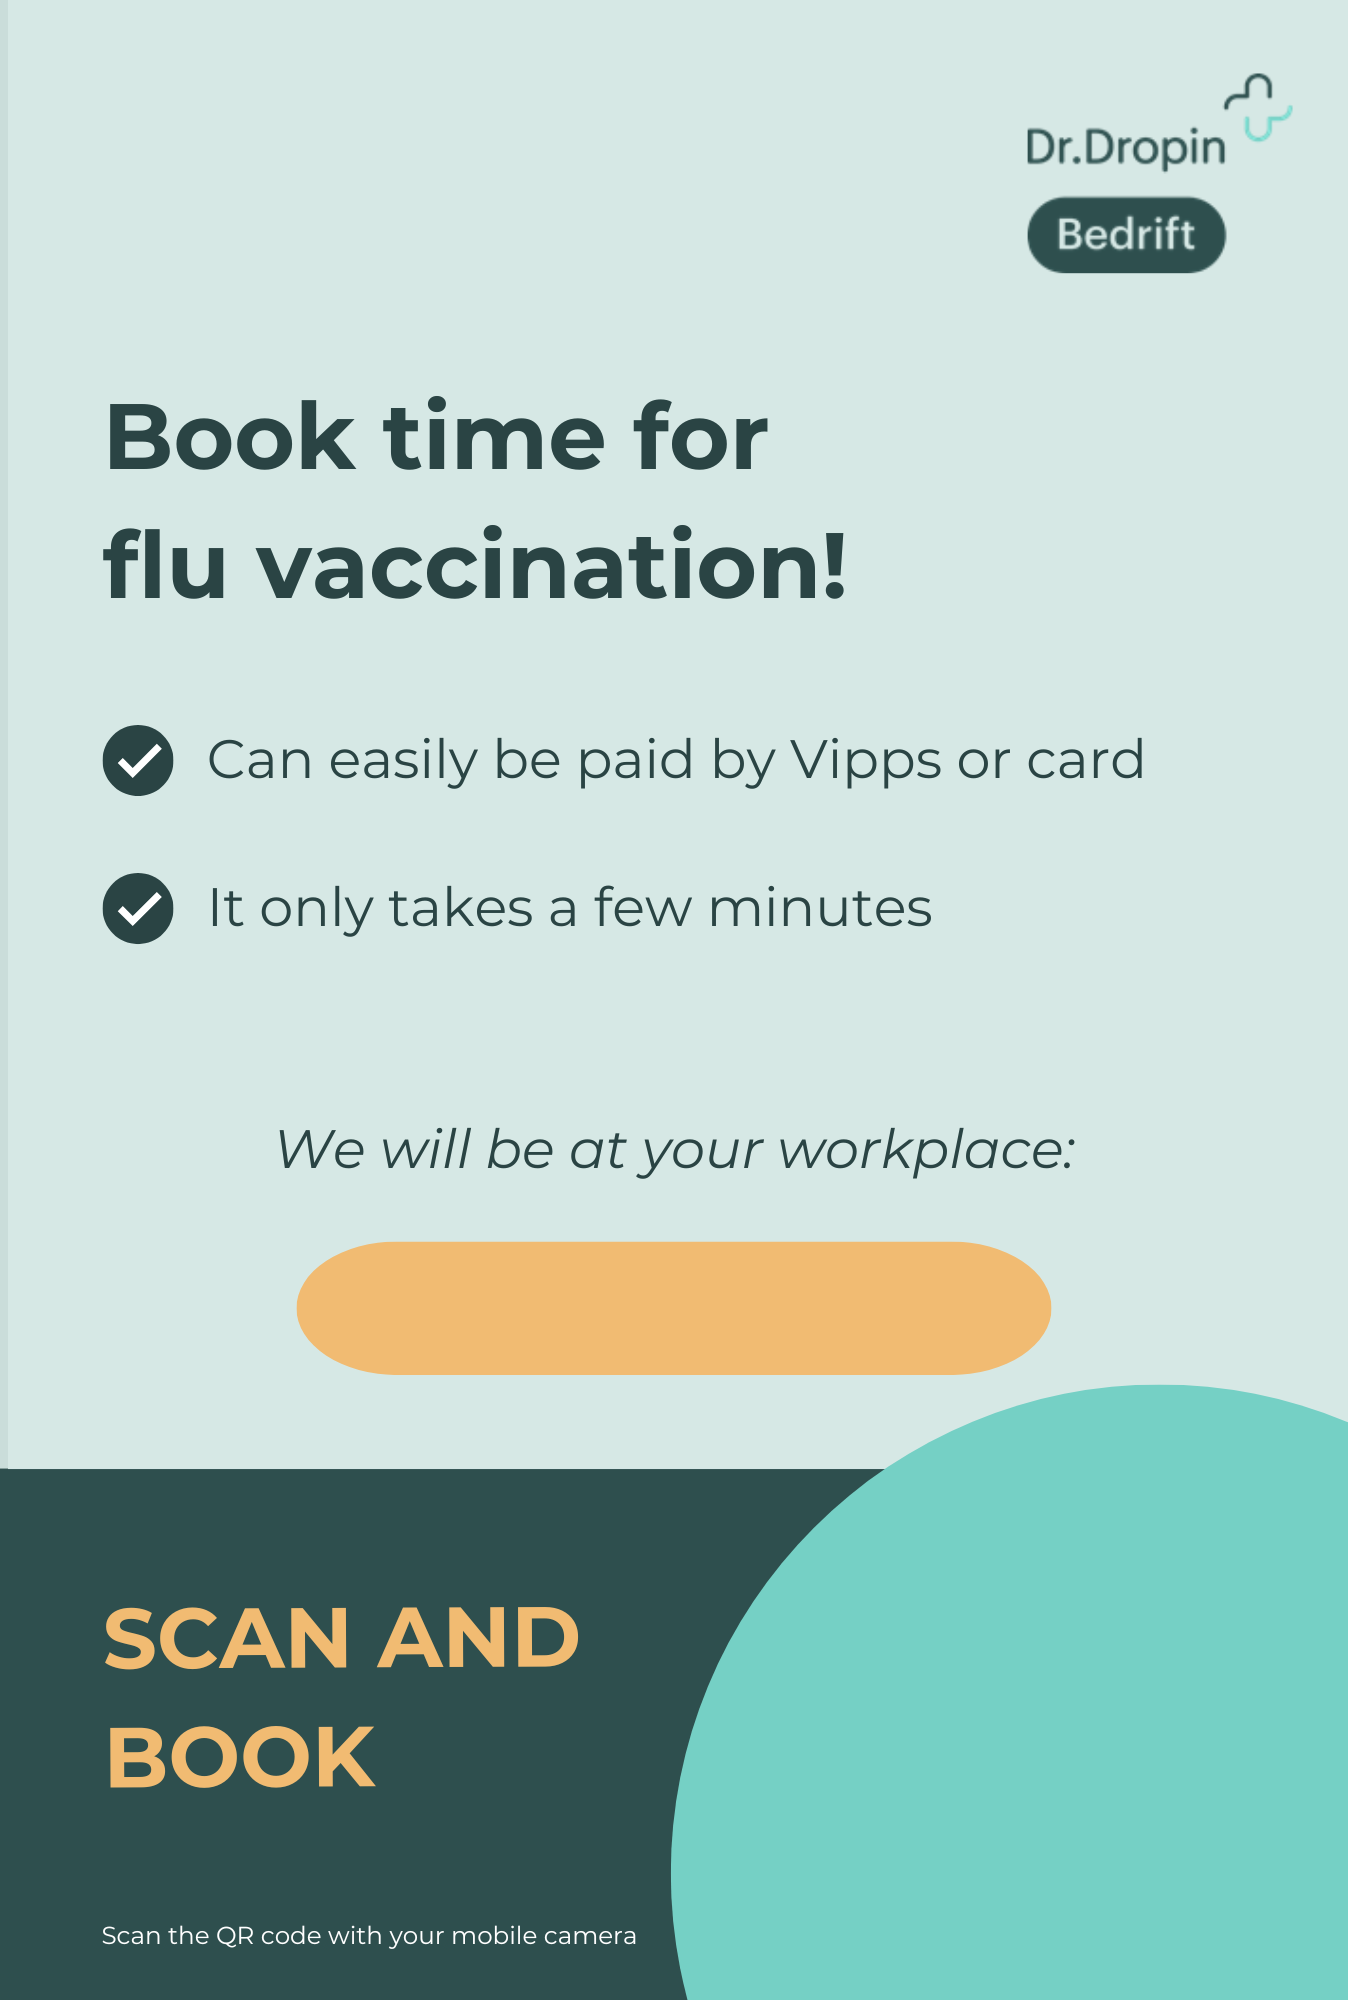 Dr.Dropin
Bedrift
Book time for
flu vaccination!
Can easily be paid by Vipps or card
It only takes a few minutes
We will be at your workplace:
SCAN AND
BOOK
Scan the QR code with your mobile camera